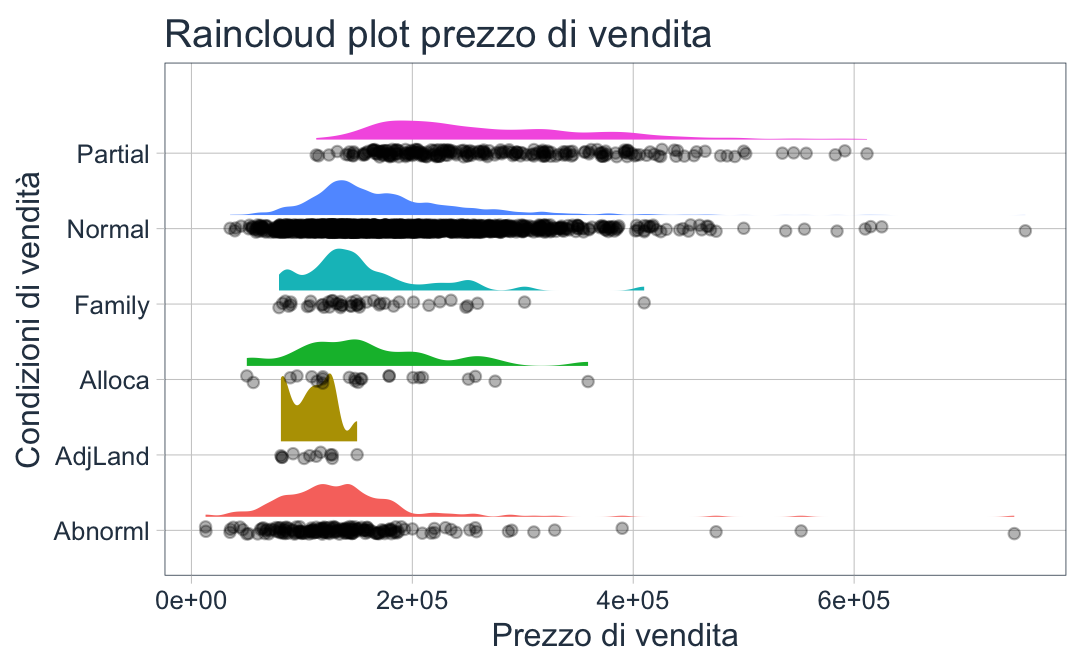 Raincloud plot prezzo di vendita
Condizioni di vendità
Partial
Normal
Family
Alloca
AdjLand
Abnorml
0e+00 2e+05 4e+05 6e+05
Prezzo di vendita